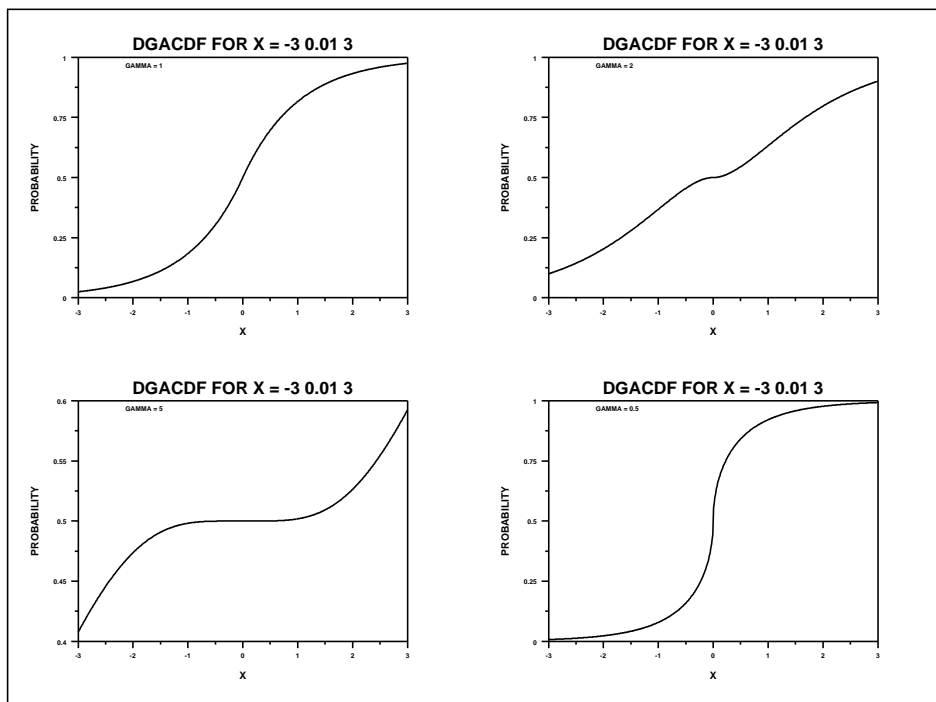 DGACDF FOR X = -3 0.01 3
GAMMA = 1
1
0.75
0.5
0.25
0
PROBABILITY
-3 -2 -1 0 1 2 3
X
DGACDF FOR X = -3 0.01 3
GAMMA = 2
1
0.75
0.5
0.25
0
PROBABILITY
-3 -2 -1 0 1 2 3
X
DGACDF FOR X = -3 0.01 3
GAMMA = 5
0.6
0.55
0.5
0.45
0.4
PROBABILITY
-3 -2 -1 0 1 2 3
X
DGACDF FOR X = -3 0.01 3
GAMMA = 0.5
1
0.75
0.5
0.25
0
PROBABILITY
-3 -2 -1 0 1 2 3
X